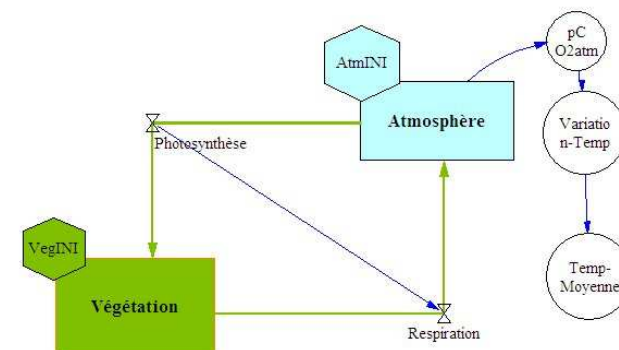 pC
O2atm
AtmINI
Atmosphère
Variatio
n-Temp
Photosynthèse
VegINI
Temp-
Moyenne
Végétation
Respiration